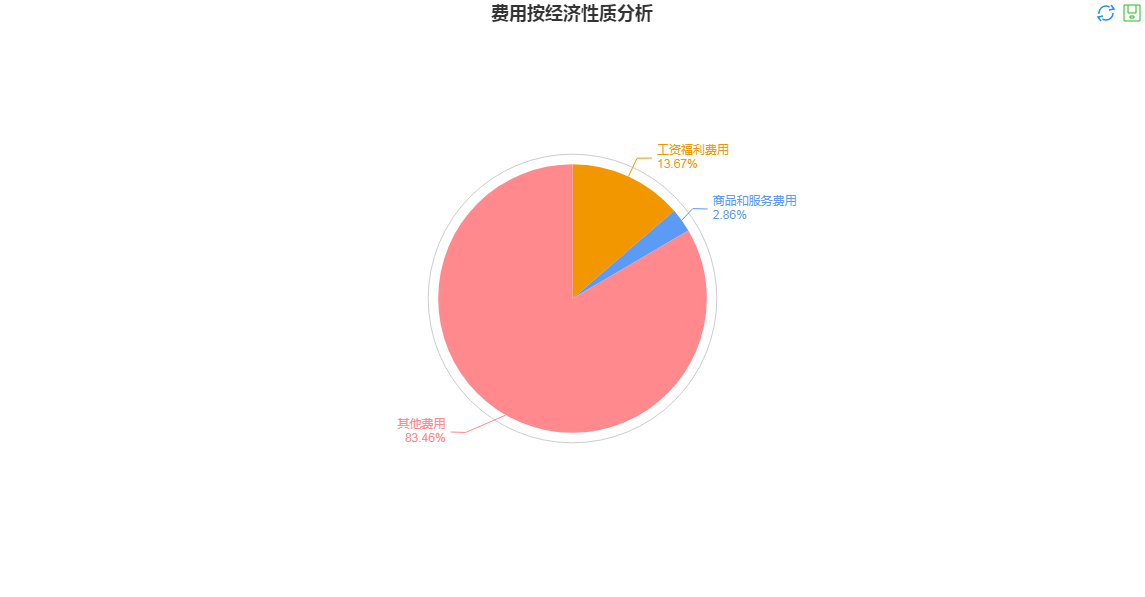 费用按经济性质分析
工资福利费用
13.67%
商品和服务费用
2.86%
其他费用
83.46%